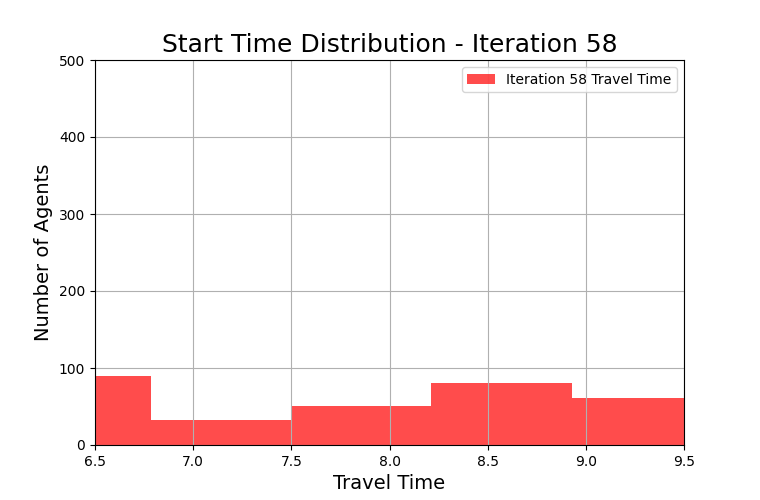 Start Time Distribution - Iteration 58
Iteration 58 Travel Time
Number of Agents
500
400
300
200
100
0
6.5 7.0 7.5 8.0 8.5 9.0 9.5
Travel Time